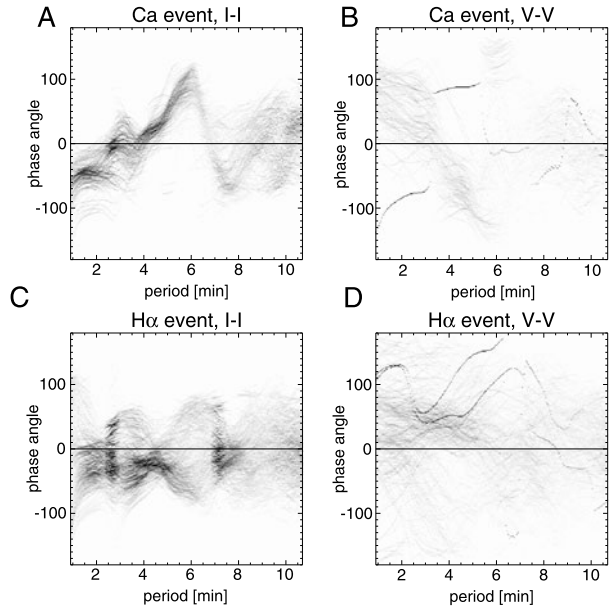 A
Ca event, I-I
phase angle
100
0
-100
2 4 6 8 10
period [min]
B
Ca event, V-V
phase angle
100
0
-100
2 4 6 8 10
period [min]
C
Hα event, I-I
phase angle
100
0
-100
2 4 6 8 10
period [min]
D
Hα event, V-V
phase angle
100
0
-100
2 4 6 8 10
period [min]